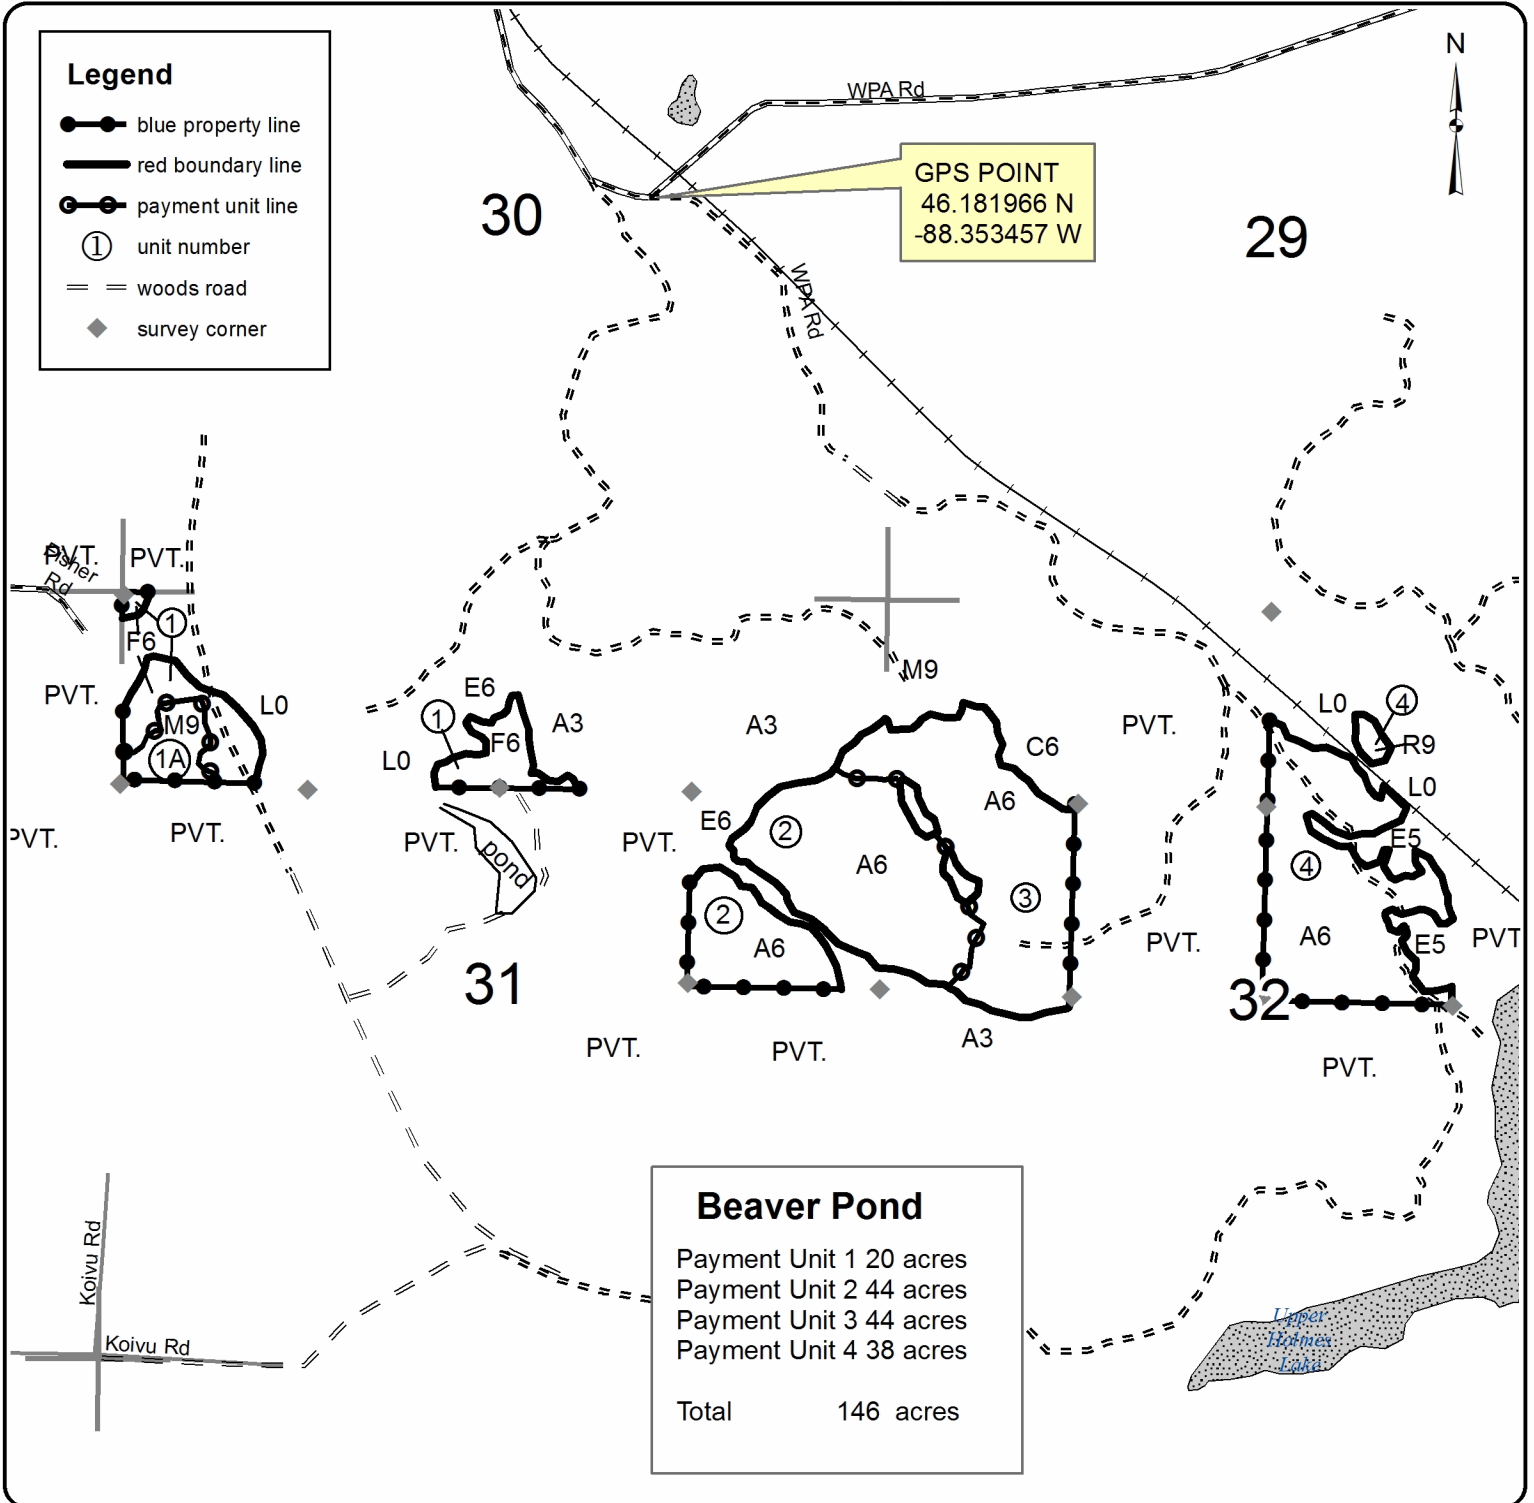 Legend
blue property line
red boundary line
payment unit line
1 unit number
woods road
survey corner
N
WPA Rd
GPS POINT
46.181966 N
-88.353457 W
30
29
WPA Rd
PVT.
PVT.
Fisher
Rd
1
F6
M9
PVT.
L0
E6
1
A3
A3
PVT.
L0
4
M9
1A
F6
L0
C6
R9
L0
A6
PVT.
PVT.
PVT.
pond
PVT.
E6
2
A6
E5
4
3
2
A6
A6
E5
PVT.
PVT
31
32
A3
PVT.
PVT.
PVT.
Beaver Pond
Payment Unit 1 20 acres
Payment Unit 2 44 acres
Payment Unit 3 44 acres
Payment Unit 4 38 acres
Total 146 acres
Koivu Rd
Koivu Rd
Upper
Holmes
Lake